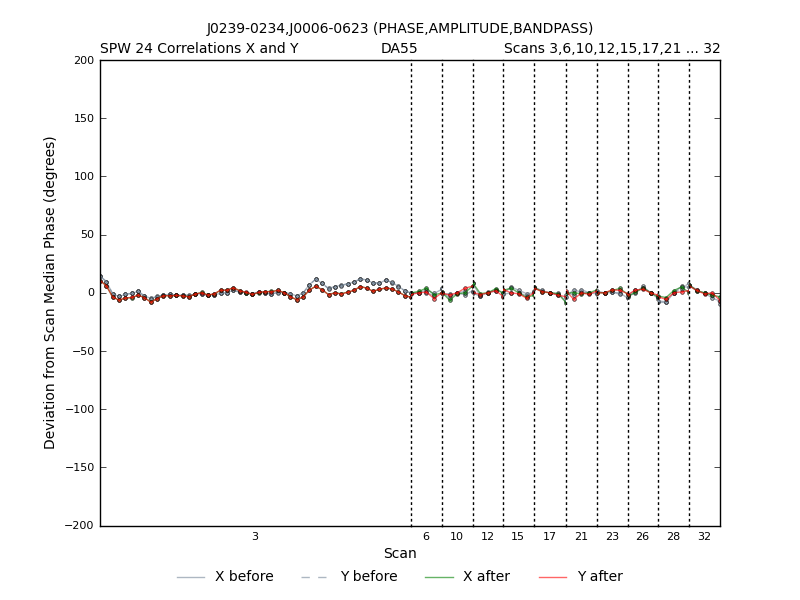 J0239-0234,J0006-0623 (PHASE,AMPLITUDE,BANDPASS)
SPW 24 Correlations X and Y DA55 Scans 3,6,10,12,15,17,21 ... 32
200
150
100
50
0
−50
−100
−150
−200
Deviation from Scan Median Phase (degrees)
3 6 10 12 15 17 21 23 26 28 32
Scan
X before Y before X after Y after